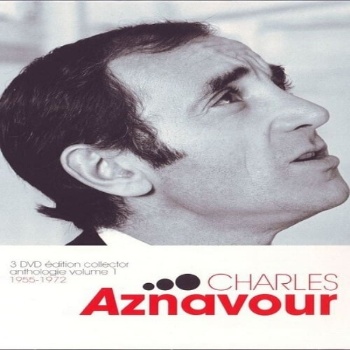 3 DVD édition collector
anthologie volume 1
1955-1972
CHARLES
Aznavour